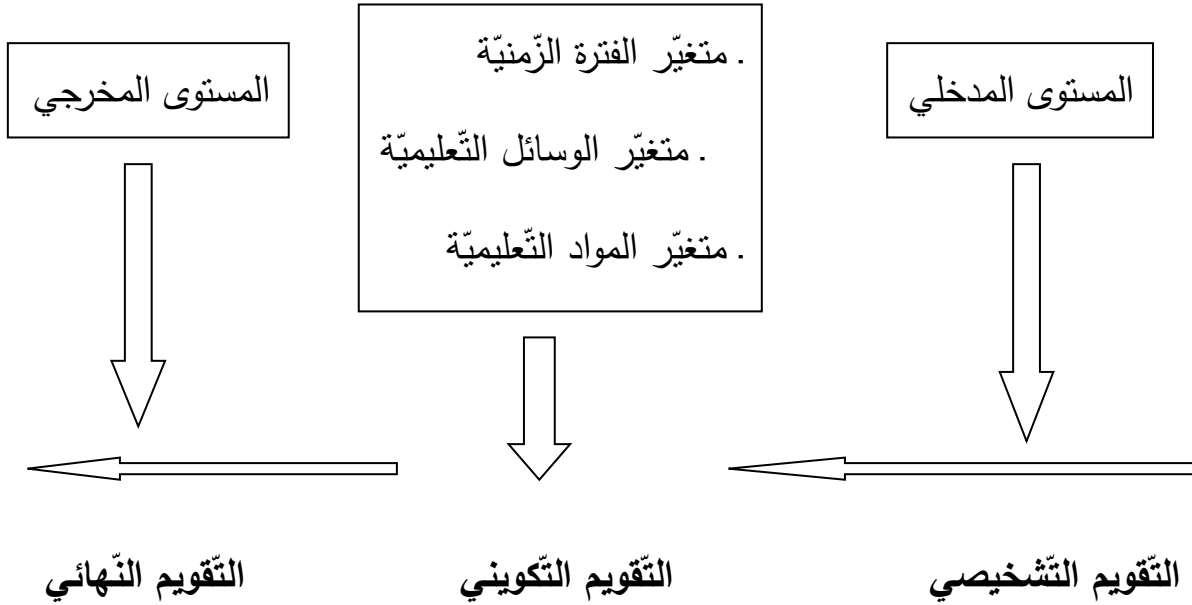 المستوى المدخلي
. متغيّر الفترة الزّمنيّة
. متغيّر الوسائل التّعليميّة
. متغيّر المواد التّعليميّة
المستوى المخرجي
التّقويم التّشخيصي
التّقويم التّكويني
التّقويم النّهائي